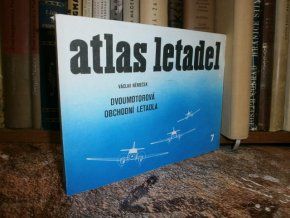 atlas letadel
VÁCLAV NĚMEČEK
DVOUMOTOROVÁ
OBCHODNÍ LETADLA
7